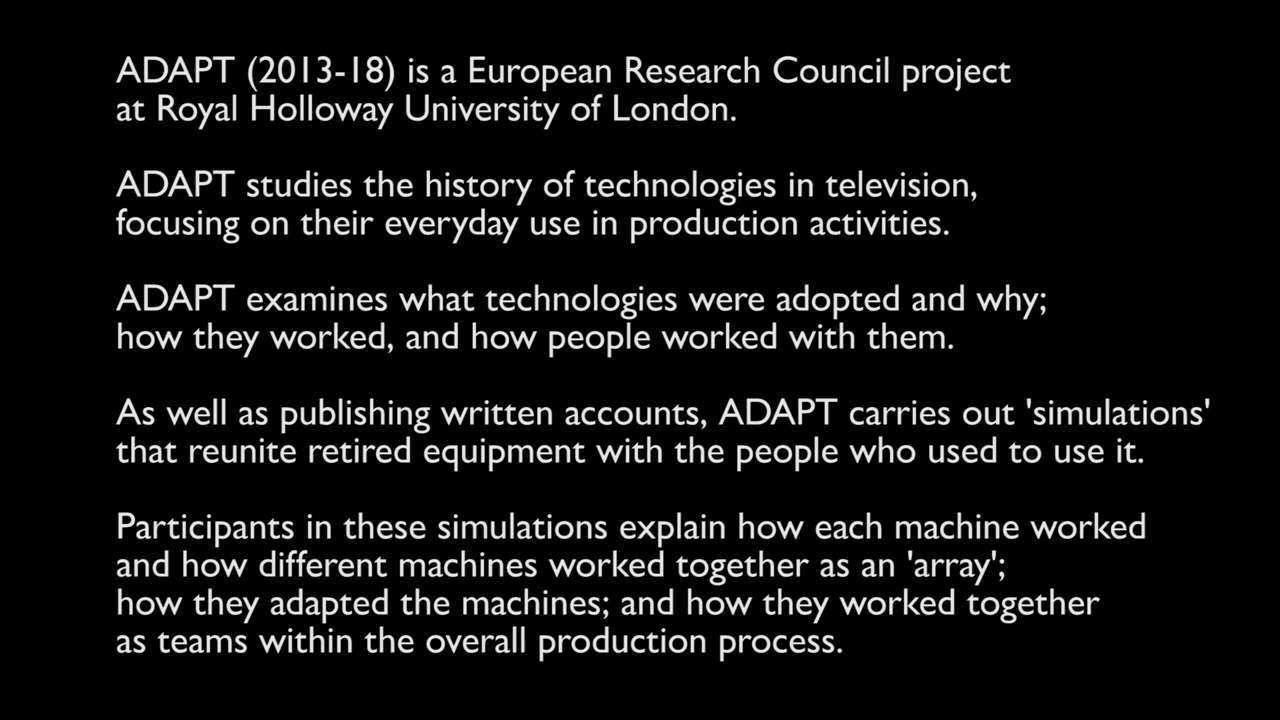 ADAPT (2013-18) is a European Research Council project
at Royal Holloway University of London.
ADAPT studies the history of technologies in television,
focusing on their everyday use in production activities.
ADAPT examines what technologies were adopted and why;
how they worked, and how people worked with them.
As well as publishing written accounts, ADAPT carries out 'simulations'
that reunite retired equipment with the people who used to use it.
Participants in these simulations explain how each machine worked
and how different machines worked together as an 'array';
how they adapted the machines; and how they worked together
as teams within the overall production process.